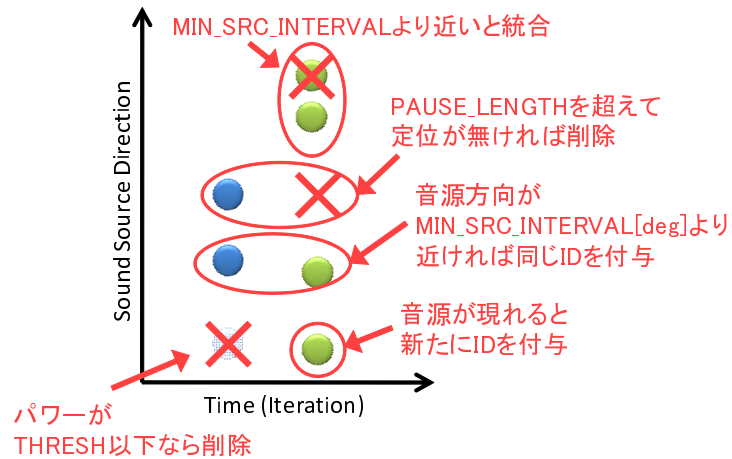 MIN_SRC_INTERVALより近いと統合
PAUSE_LENGTHを超えて
定位が無ければ削除
音源方向が
MIN_SRC_INTERVAL[deg]より
近ければ同じIDを付与
音源が現れると
新たにIDを付与
パワーが
THRESH以下なら削除
Sound Source Direction
Time (Iteration)